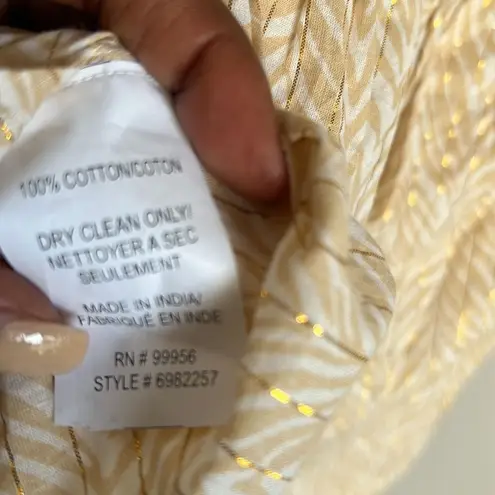 100% COTTON/COTON
DRY CLEAN ONLY/
NETTOYER A SEC
SEULEMENT
MADE IN INDIA/
FABRIQUÉ EN INDE
RN # 99956
STYLE # 6982257